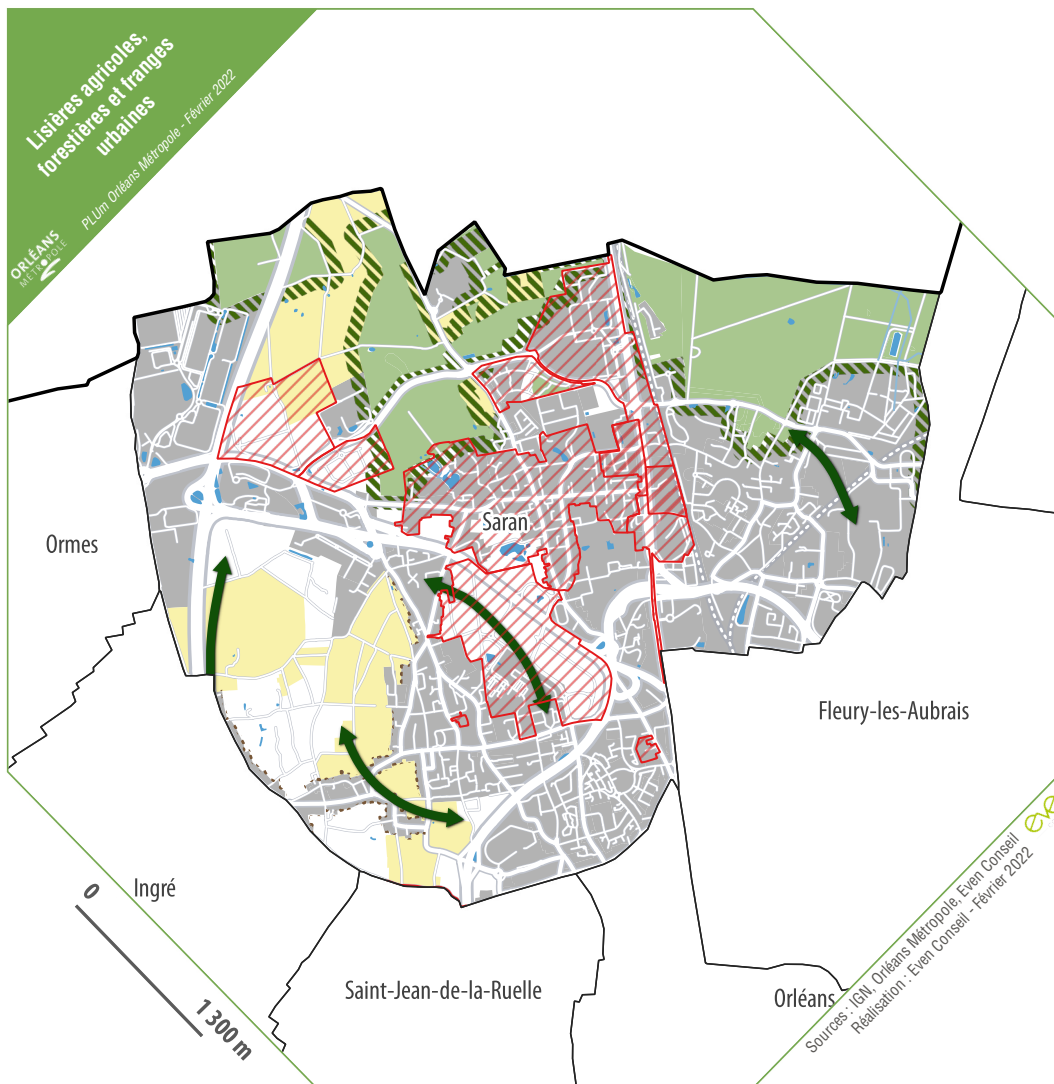 Lisières agricoles,
forestières et franges
urbaines
PLUm Orléans Métropole - Février 2022
ORLÉANS
MÉTROPOLE
Ormes
Saran
Fleury-les-Aubrais
Ingré
Saint-Jean-de-la-Ruelle
Orléans
0
1 300 m
Sources : IGN, Orléans Métropole, Even Conseil
Réalisation : Even Conseil - Février 2022